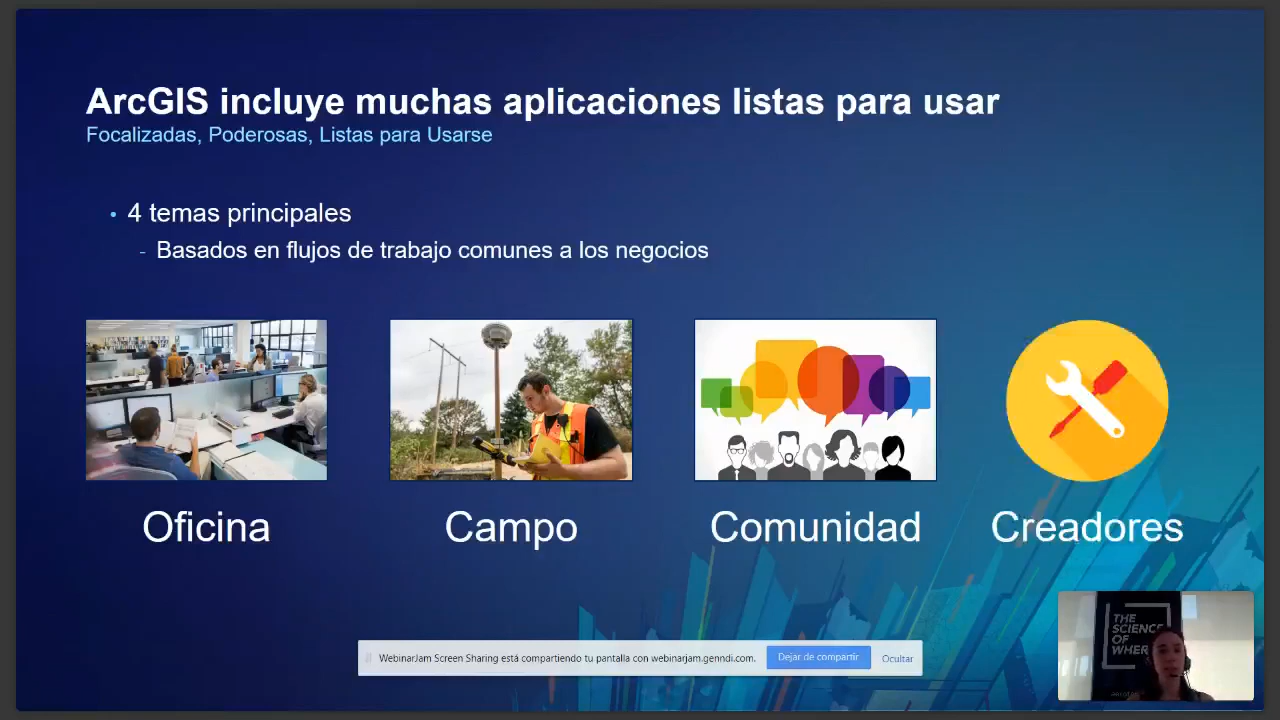 ArcGIS incluye muchas aplicaciones listas para usar
Focalizadas, Poderosas, Listas para Usarse
• 4 temas principales
- Basados en flujos de trabajo comunes a los negocios
Oficina
Campo
Comunidad
Creadores
THE
SCIENCE
OF
WHER
WebinarJam Screen Sharing está compartiendo tu pantalla con webinarjam.genndi.com.
Dejar de compartir
Ocultar